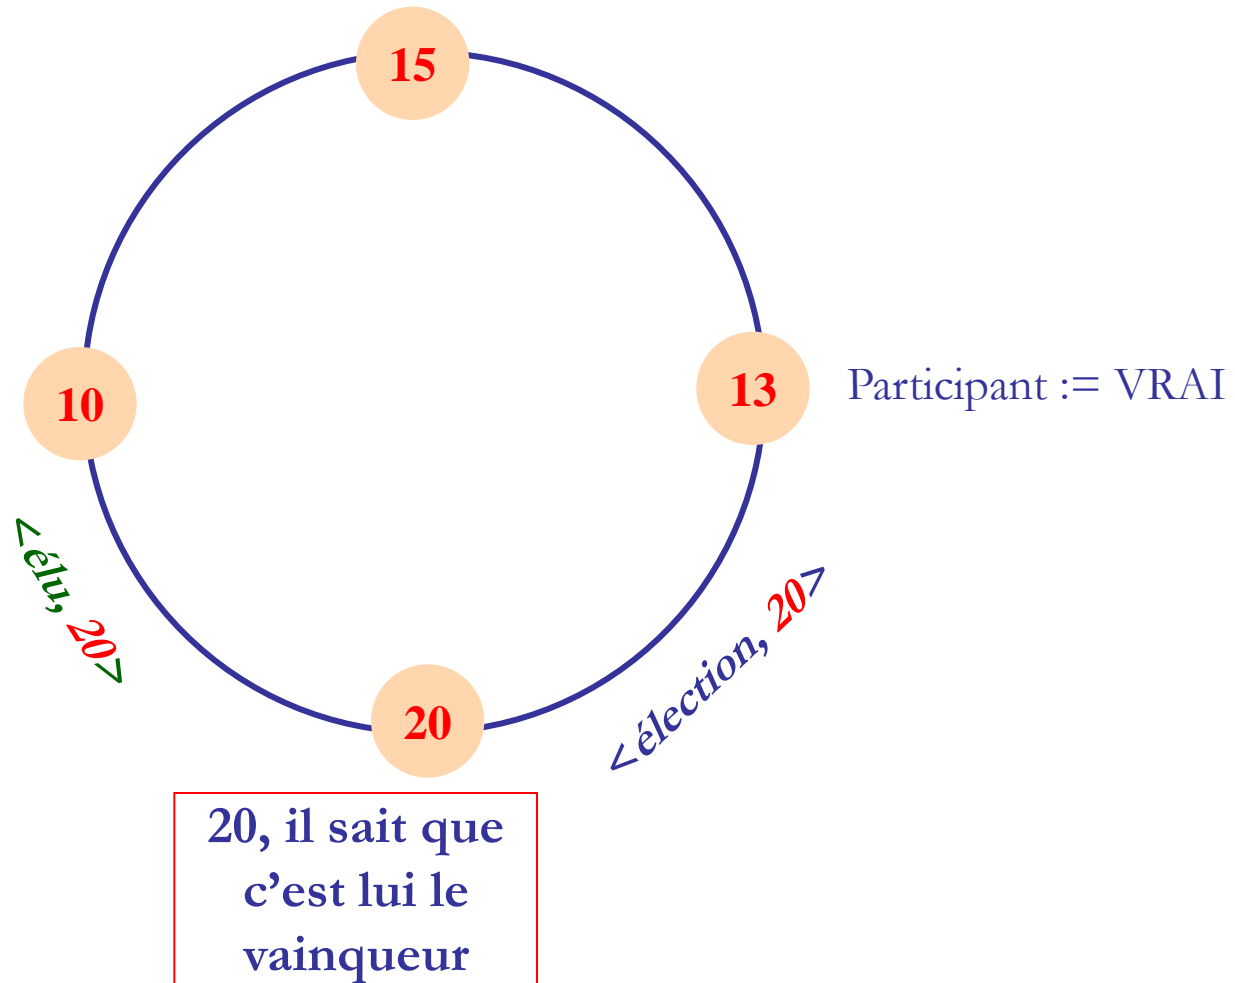 15
10
13
Participant := VRAI
<élu, 20>
<élection, 20>
20
20, il sait que
c’est lui le
vainqueur